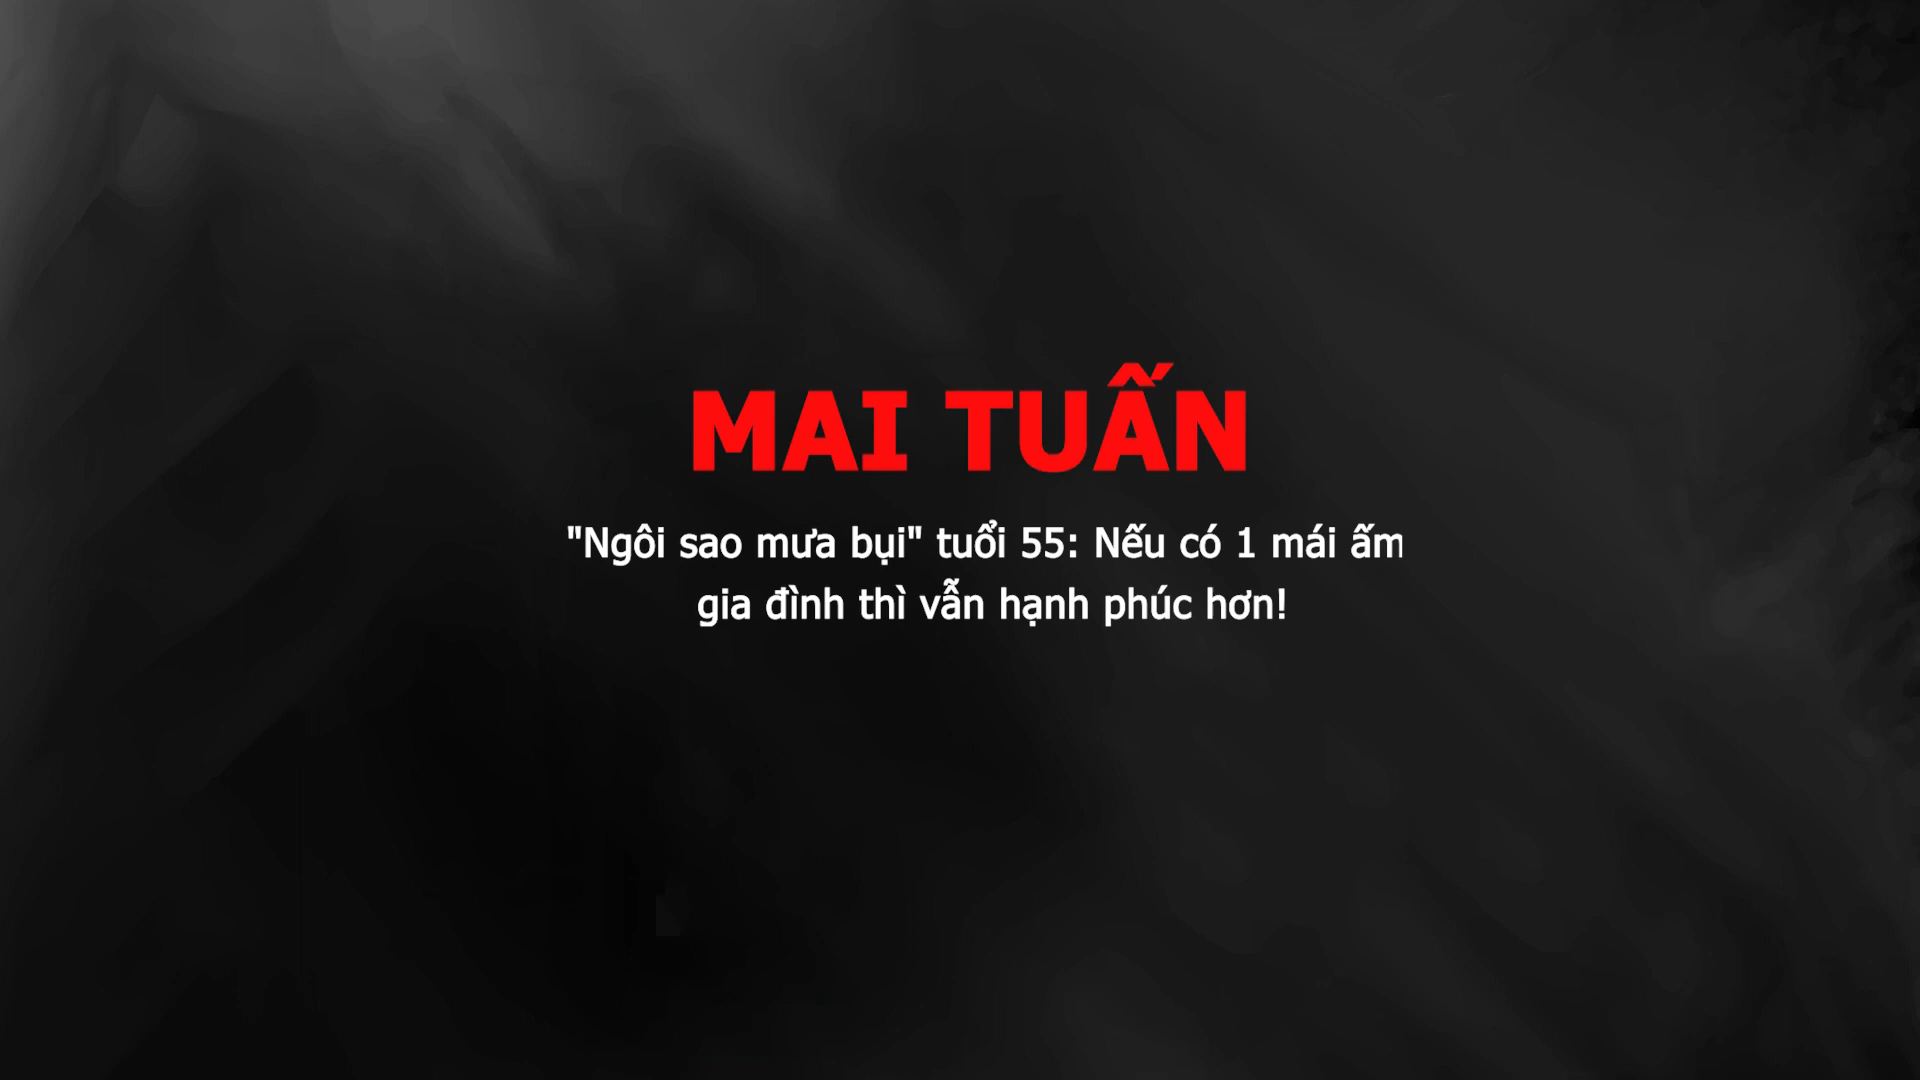 MAI TUẤN
"Ngôi sao mưa bụi" tuổi 55: Nếu có 1 mái ấm
gia đình thì vẫn hạnh phúc hơn!